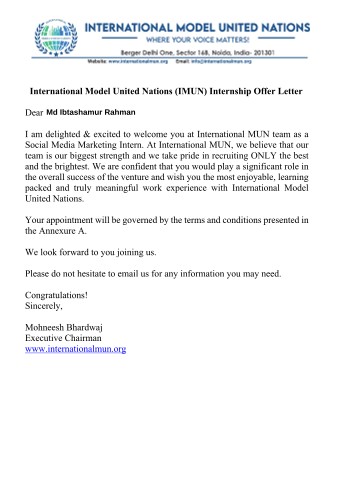 INTERNATIONAL MODEL UNITED NATIONS
WHERE YOUR VOICE MATTERS!
Berger Delhi One, Sector 16B, Noida, India- 201301
Website: www.internationalmun.org Email: info@internationalmun.org
International Model United Nations (IMUN) Internship Offer Letter
Dear Md Ibtashamur Rahman
I am delighted & excited to welcome you at International MUN team as a
Social Media Marketing Intern. At International MUN, we believe that our
team is our biggest strength and we take pride in recruiting ONLY the best
and the brightest. We are confident that you would play a significant role in
the overall success of the venture and wish you the most enjoyable, learning
packed and truly meaningful work experience with International Model
United Nations.
Your appointment will be governed by the terms and conditions presented in
the Annexure A.
We look forward to you joining us.
Please do not hesitate to email us for any information you may need.
Congratulations!
Sincerely,
Mohneesh Bhardwaj
Executive Chairman
www.internationalmun.org